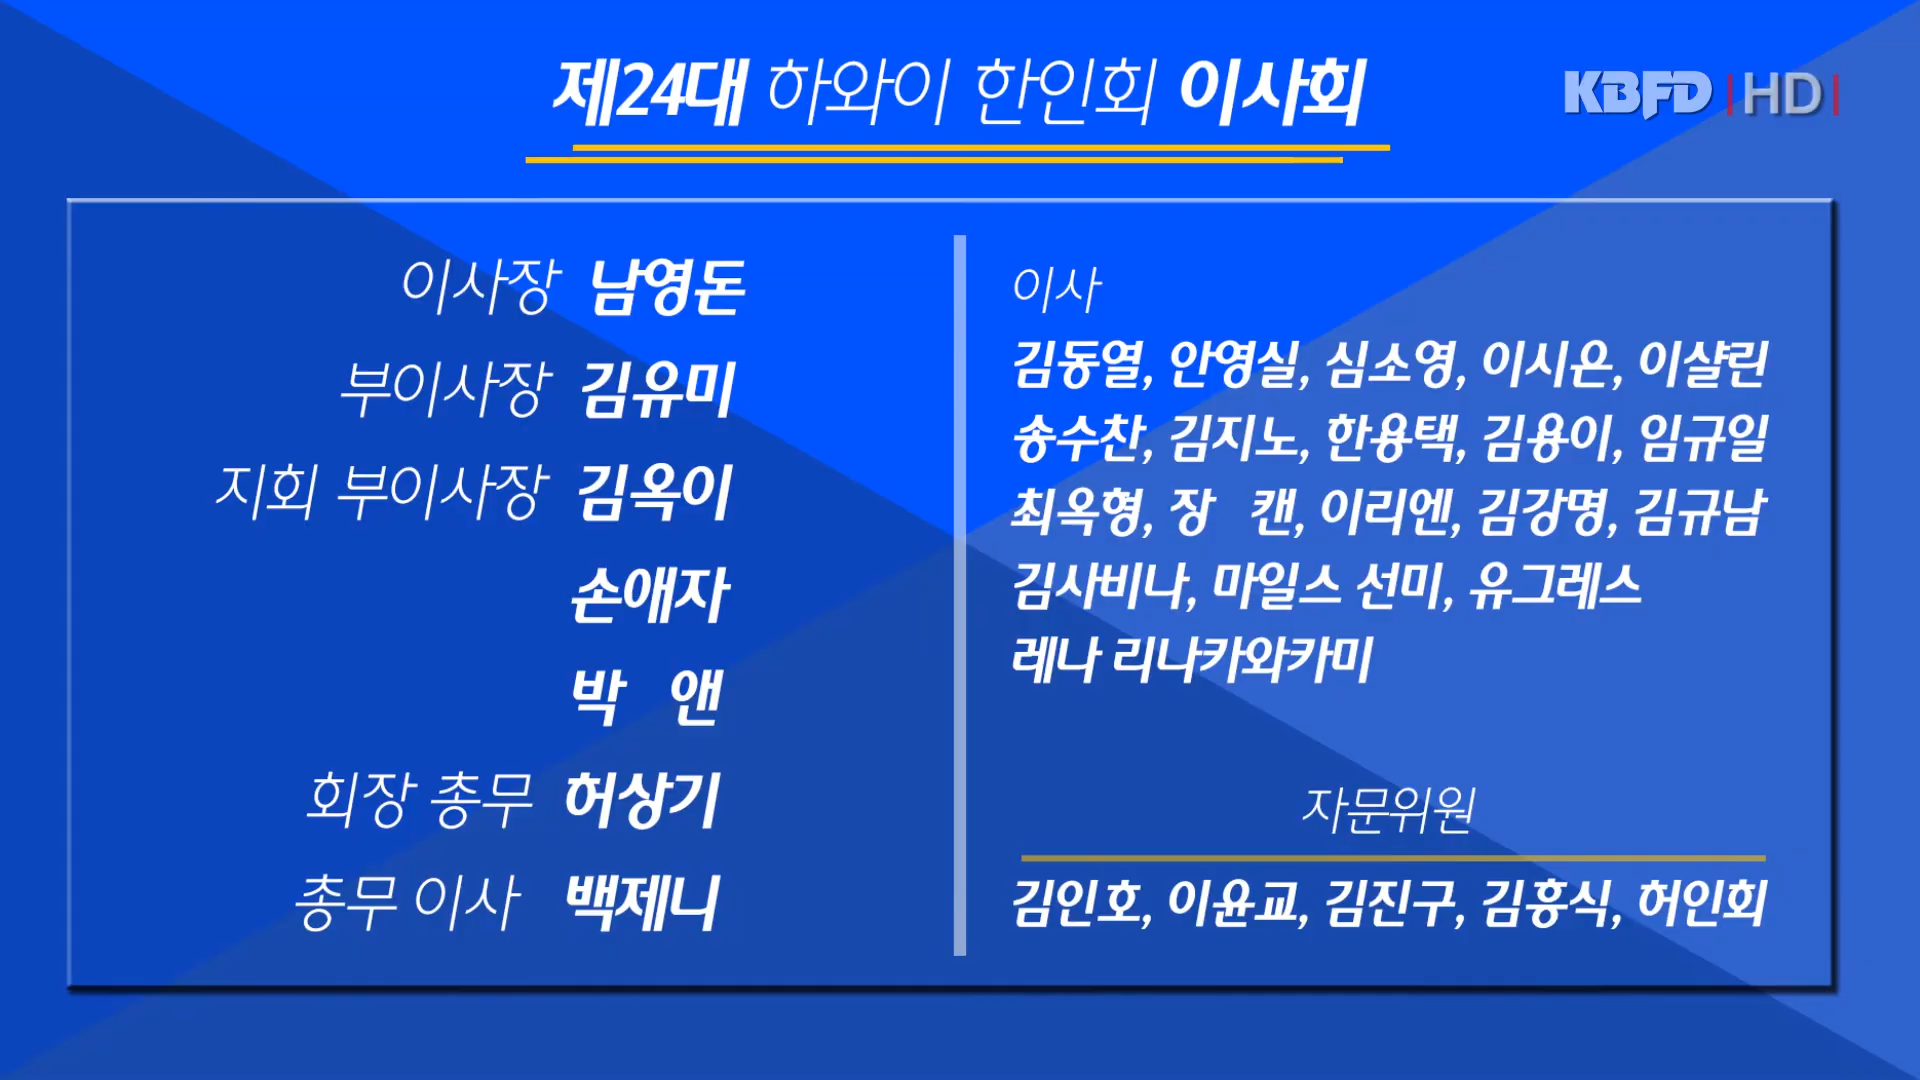 제24대 하와이 한인회 이사회
KBFD HD
이사장 남영돈
부이사장 김유미
지회 부이사장 김옥이
손애자
박 앤
회장 총무 허상기
총무 이사 백제니
이사
김동열, 안영실, 심소영, 이시은, 이샬린
송수찬, 김지노, 한용택, 김용이, 임규일
최옥형, 장 캔, 이리엔, 김강명, 김규남
김사비나, 마일스 선미, 유그레스
레나 리나카와카미
자문위원
김인호, 이윤교, 김진구, 김흥식, 허인회